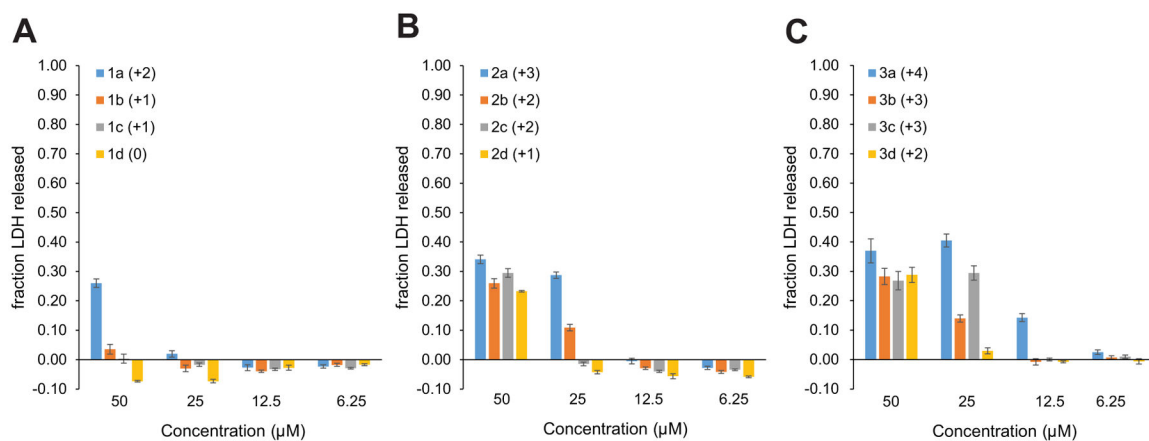 A
1.00
0.90
0.80
0.70
0.60
0.50
0.40
0.30
0.20
0.10
0.00
-0.10
fraction LDH released
1a (+2)
1b (+1)
1c (+1)
1d (0)
50 25 12.5 6.25
Concentration (µM)
B
1.00
0.90
0.80
0.70
0.60
0.50
0.40
0.30
0.20
0.10
0.00
-0.10
fraction LDH released
2a (+3)
2b (+2)
2c (+2)
2d (+1)
50 25 12.5 6.25
Concentration (µM)
C
1.00
0.90
0.80
0.70
0.60
0.50
0.40
0.30
0.20
0.10
0.00
-0.10
fraction LDH released
3a (+4)
3b (+3)
3c (+3)
3d (+2)
50 25 12.5 6.25
Concentration (µM)